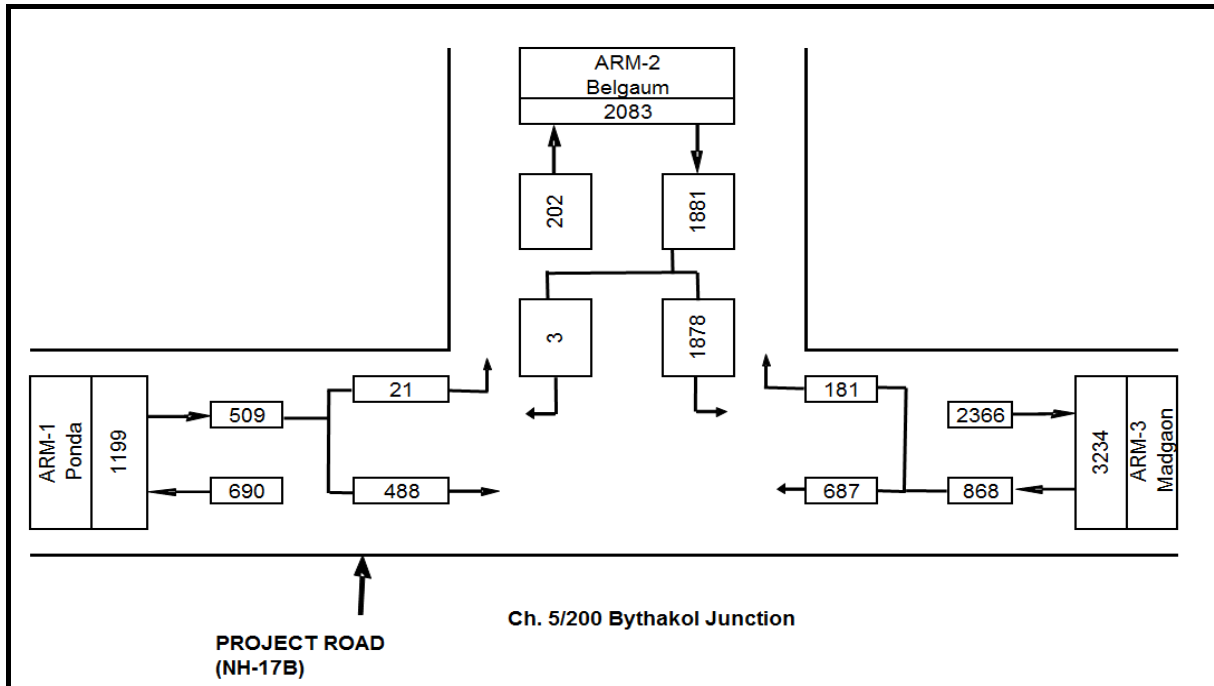 ARM-2
Belgaum
2083
202
1881
3
1878
ARM-1
Ponda
1199
509
690
21
488
181
687
2366
868
3234
ARM-3
Madgaon
Ch. 5/200 Bythakol Junction
PROJECT ROAD
(NH-17B)